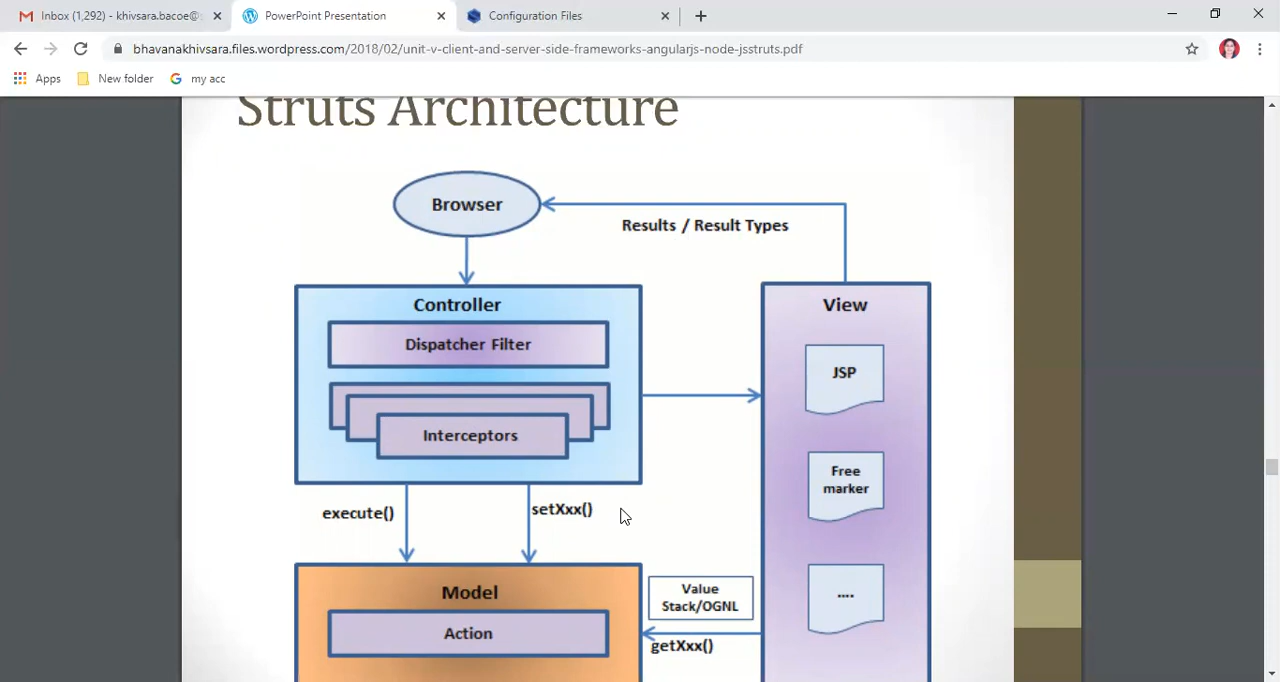 Inbox (1,292) - khivsara.bacoe@
PowerPoint Presentation
Configuration Files
bhavanakhivsara.files.wordpress.com/2018/02/unit-v-client-and-server-side-frameworks-angularjs-node-jsstruts.pdf
Apps
New folder
my acc
Struts Architecture
Browser
Results / Result Types
Controller
View
Dispatcher Filter
JSP
Interceptors
Free
marker
execute()
setXxx()
Model
Value
Stack/OGNL
....
Action
getXxx()